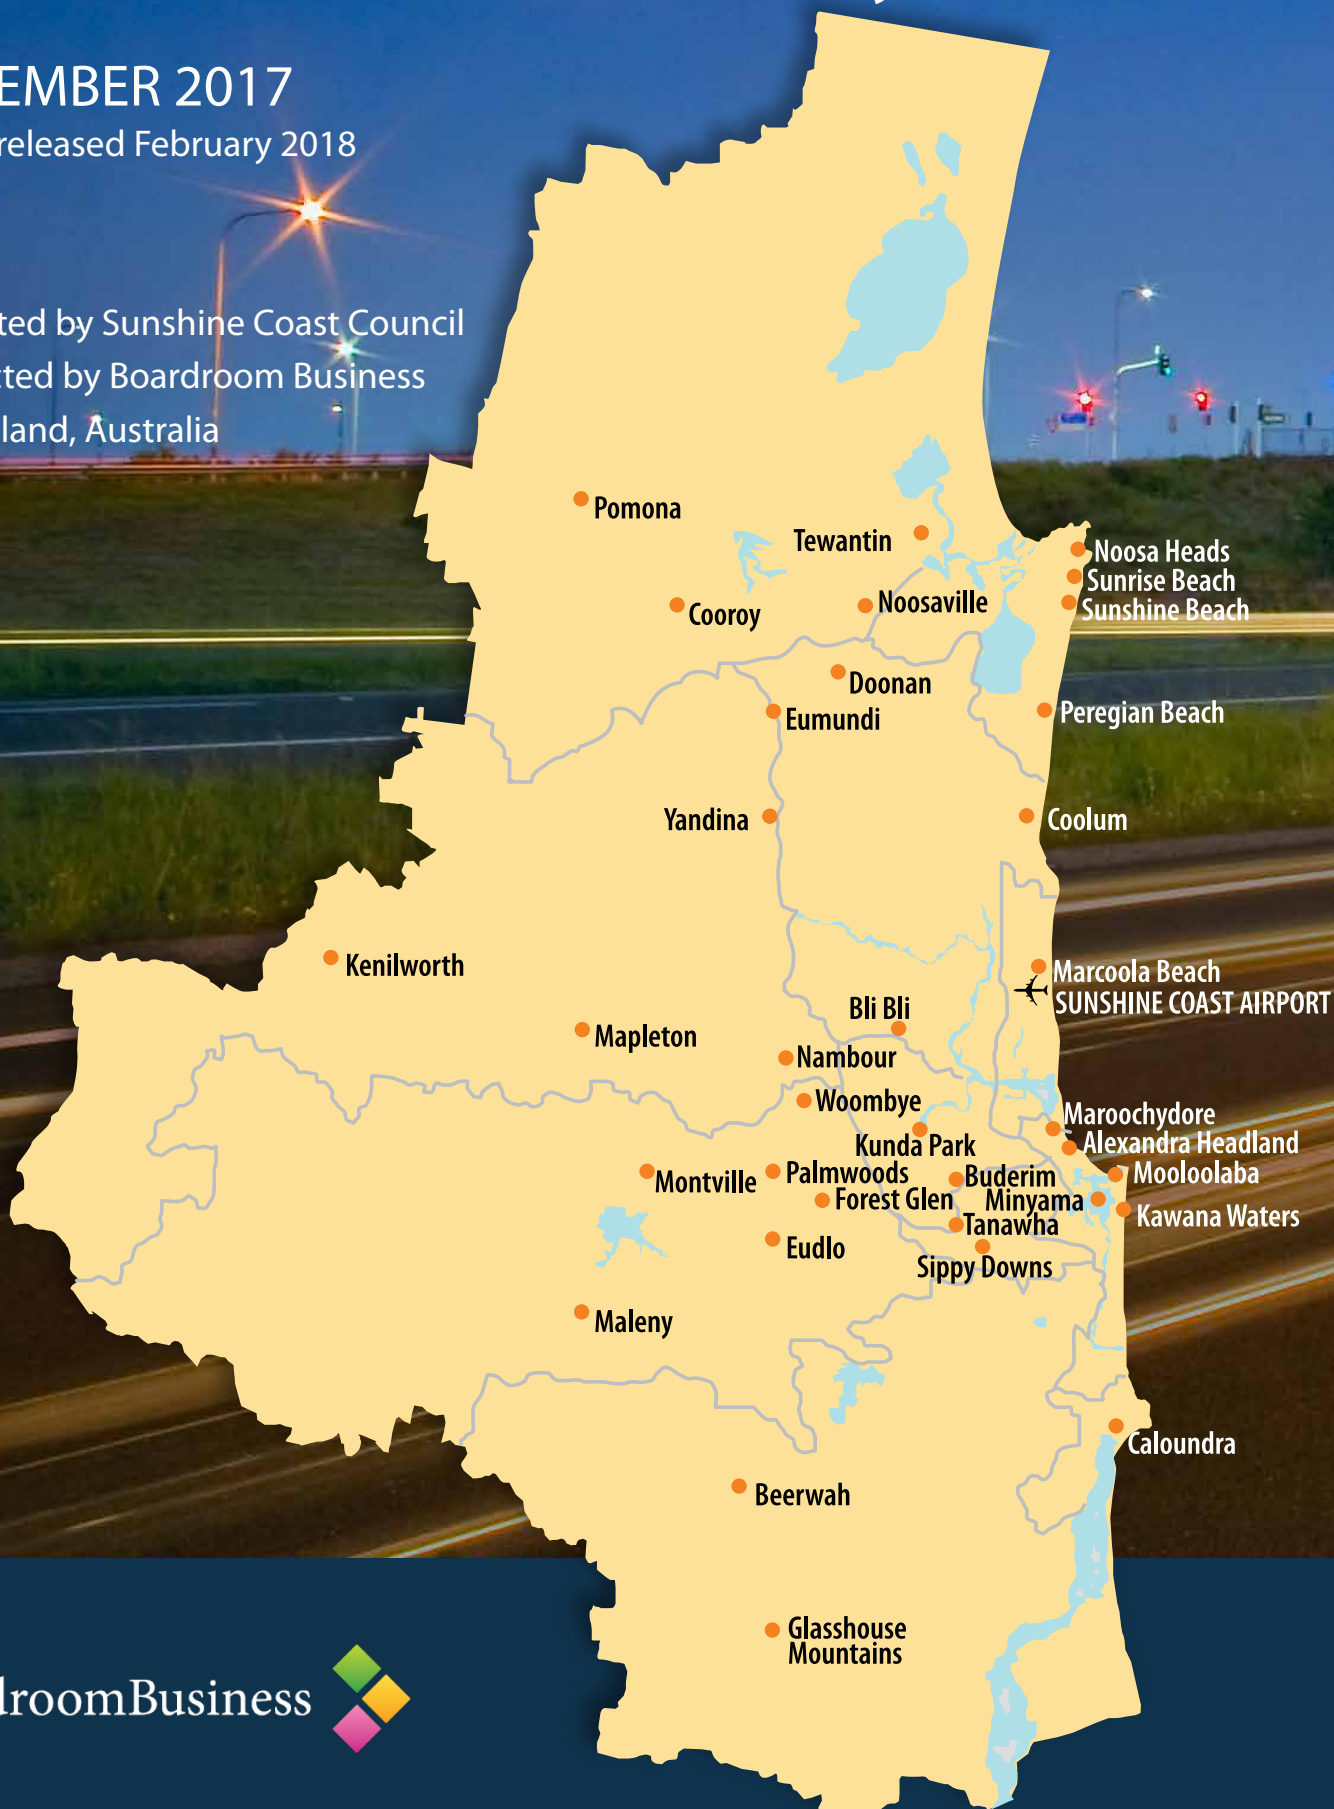 EMBER 2017
released February 2018
ted by Sunshine Coast Council
cted by Boardroom Business
land, Australia
Pomona
Tewantin
Noosa Heads
Sunrise Beach
Sunshine Beach
Cooroy
Noosaville
Doonan
Eumundi
Peregian Beach
Yandina
Coolum
Kenilworth
Marcoola Beach
SUNSHINE COAST AIRPORT
Bli Bli
Mapleton
Nambour
Woombye
Maroochydore
Kunda Park
Alexandra Headland
Montville
Palmwoods
Buderim
Mooloolaba
Forest Glen
Minyama
Kawana Waters
Tanawha
Eudlo
Sippy Downs
Maleny
Caloundra
Beerwah
Glasshouse
Mountains
droomBusiness